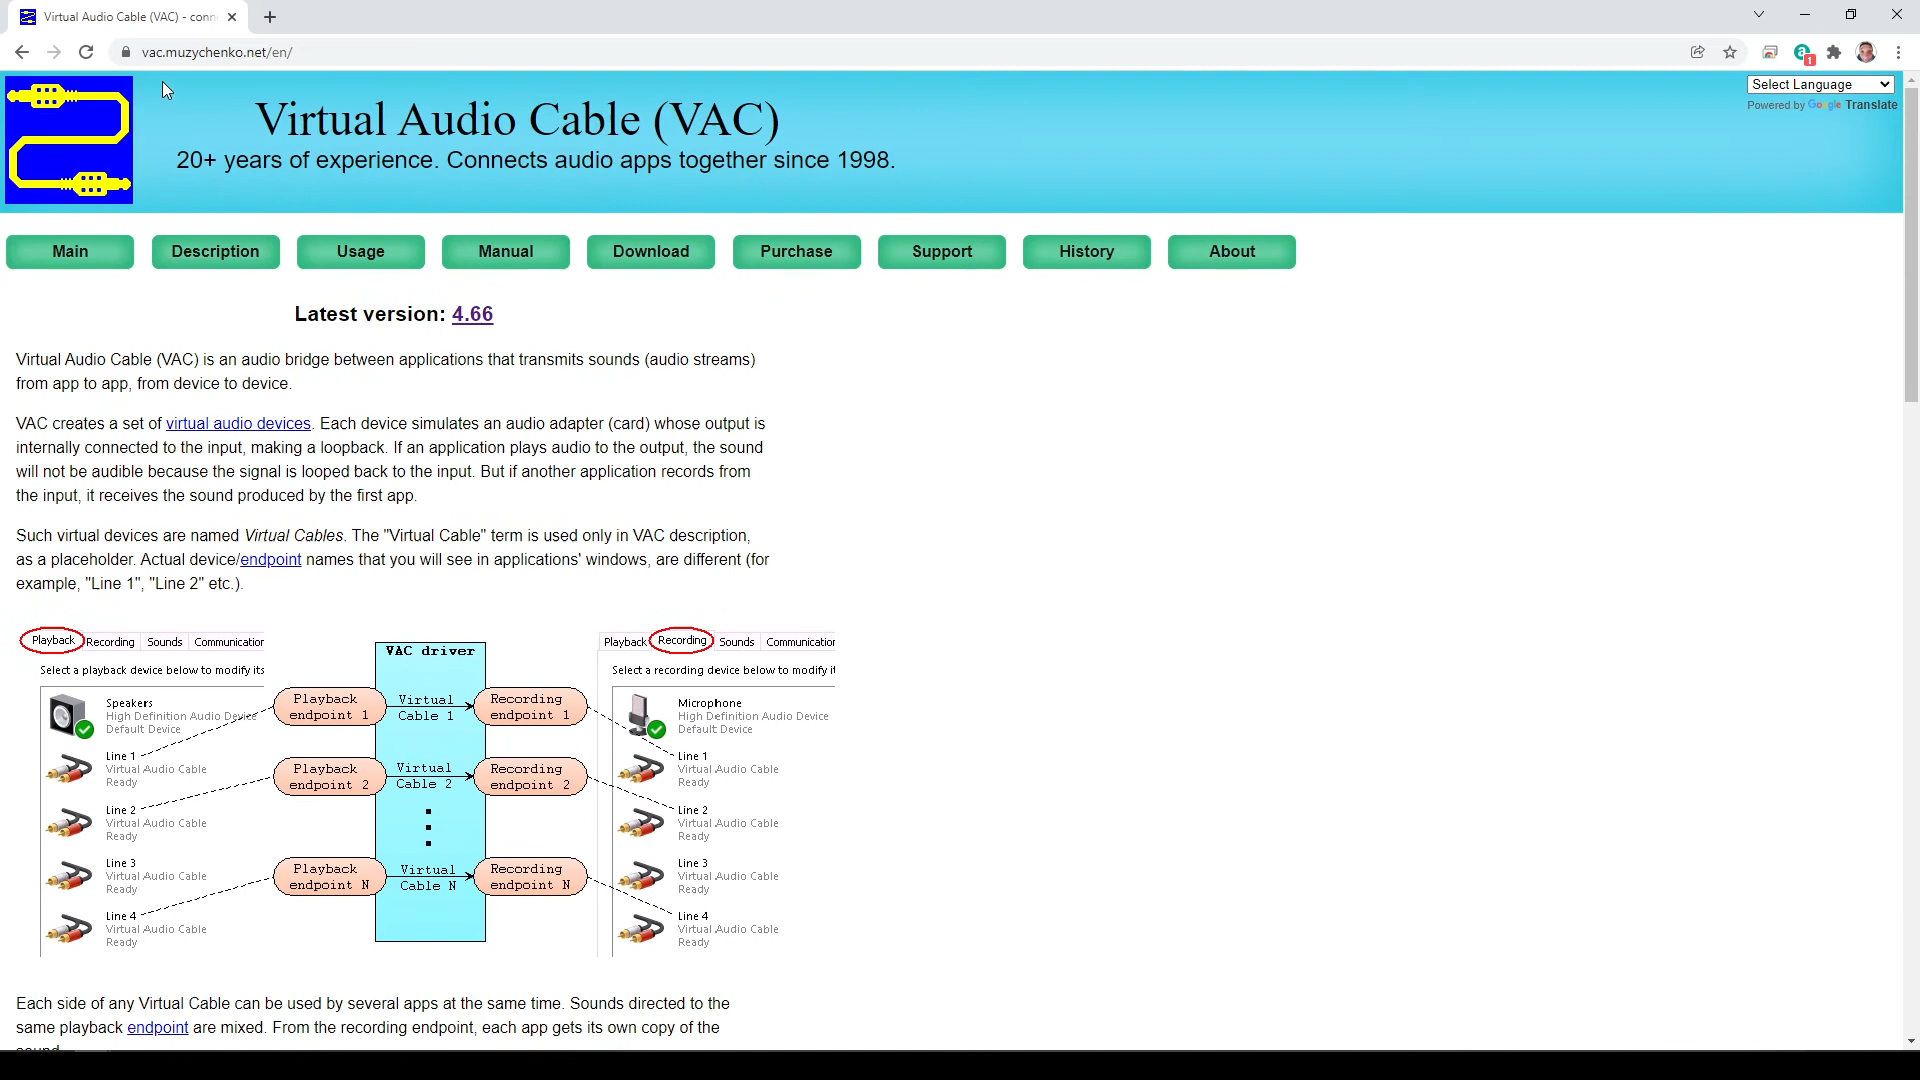 Virtual Audio Cable (VAC) - conn
vac.muzychenko.net/en/
1
Select Language
Powered by Google Translate
Virtual Audio Cable (VAC)
20+ years of experience. Connects audio apps together since 1998.
Main Description Usage Manual Download Purchase Support History About
Latest version: 4.66
Virtual Audio Cable (VAC) is an audio bridge between applications that transmits sounds (audio streams)
from app to app, from device to device.
VAC creates a set of virtual audio devices. Each device simulates an audio adapter (card) whose output is
internally connected to the input, making a loopback. If an application plays audio to the output, the sound
will not be audible because the signal is looped back to the input. But if another application records from
the input, it receives the sound produced by the first app.
Such virtual devices are named Virtual Cables. The "Virtual Cable" term is used only in VAC description,
as a placeholder. Actual device/endpoint names that you will see in applications' windows, are different (for
example, "Line 1", "Line 2" etc.).
Playback Recording Sounds Communication
Select a playback device below to modify its
Speakers
High Definition Audio Device
Default Device
Line 1
Virtual Audio Cable
Ready
Line 2
Virtual Audio Cable
Ready
Line 3
Virtual Audio Cable
Ready
Line 4
Virtual Audio Cable
Ready
VAC driver
Playback
endpoint 1
Virtual
Cable 1
Recording
endpoint 1
Playback
endpoint 2
Virtual
Cable 2
Recording
endpoint 2
Playback
endpoint N
Virtual
Cable N
Recording
endpoint N
Playback Recording Sounds Communication
Select a recording device below to modify it
Microphone
High Definition Audio Device
Default Device
Line 1
Virtual Audio Cable
Ready
Line 2
Virtual Audio Cable
Ready
Line 3
Virtual Audio Cable
Ready
Line 4
Virtual Audio Cable
Ready
Each side of any Virtual Cable can be used by several apps at the same time. Sounds directed to the
same playback endpoint are mixed. From the recording endpoint, each app gets its own copy of the
sound.